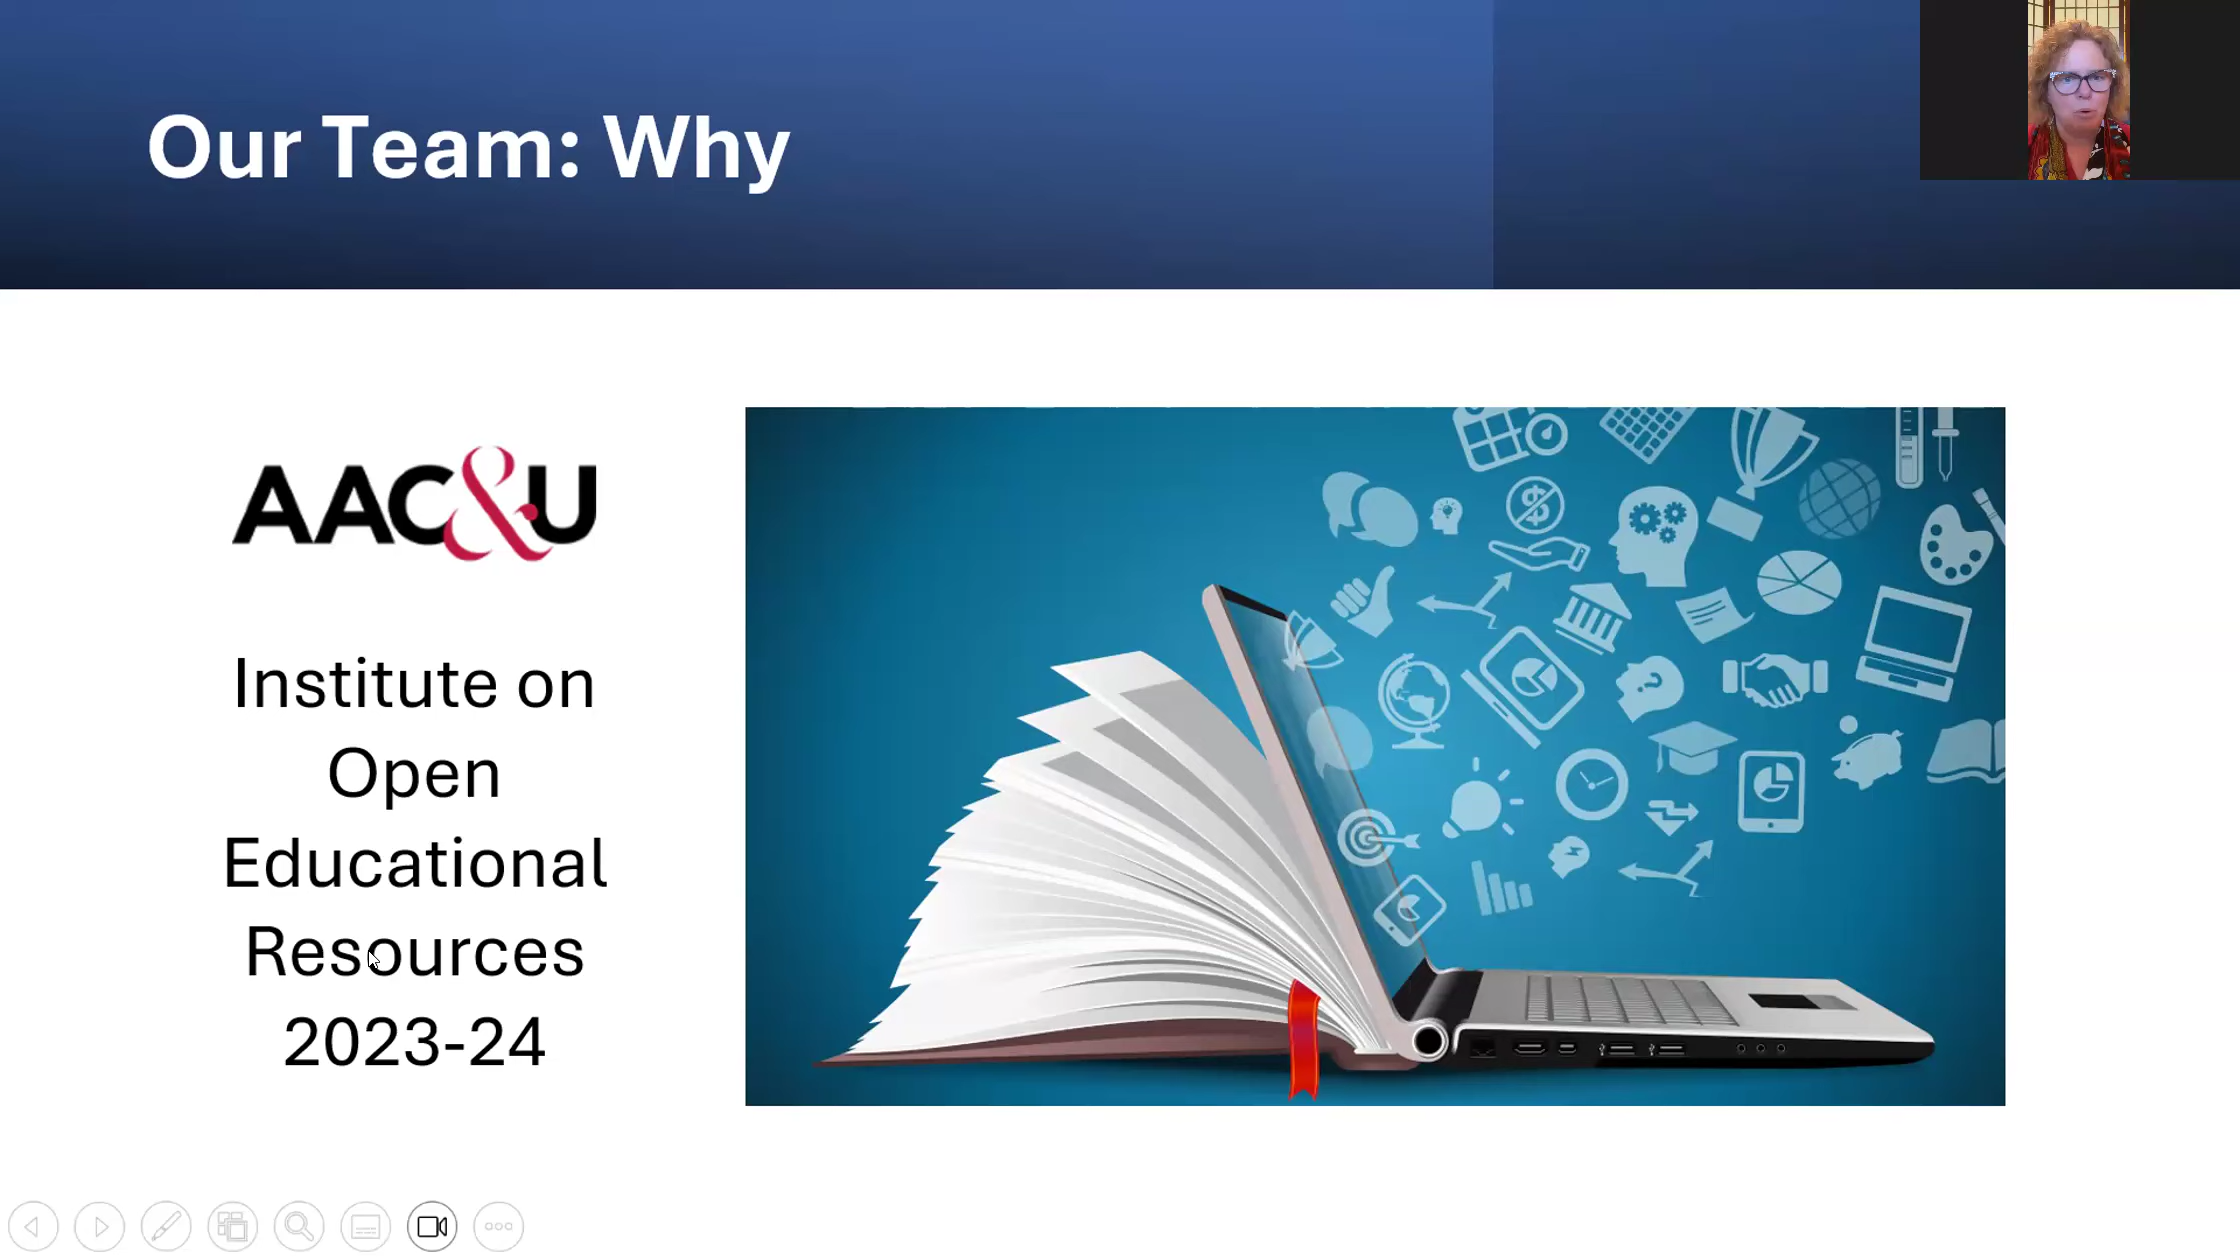 Our Team: Why
AAC&U
Institute on
Open
Educational
Resources
2023-24